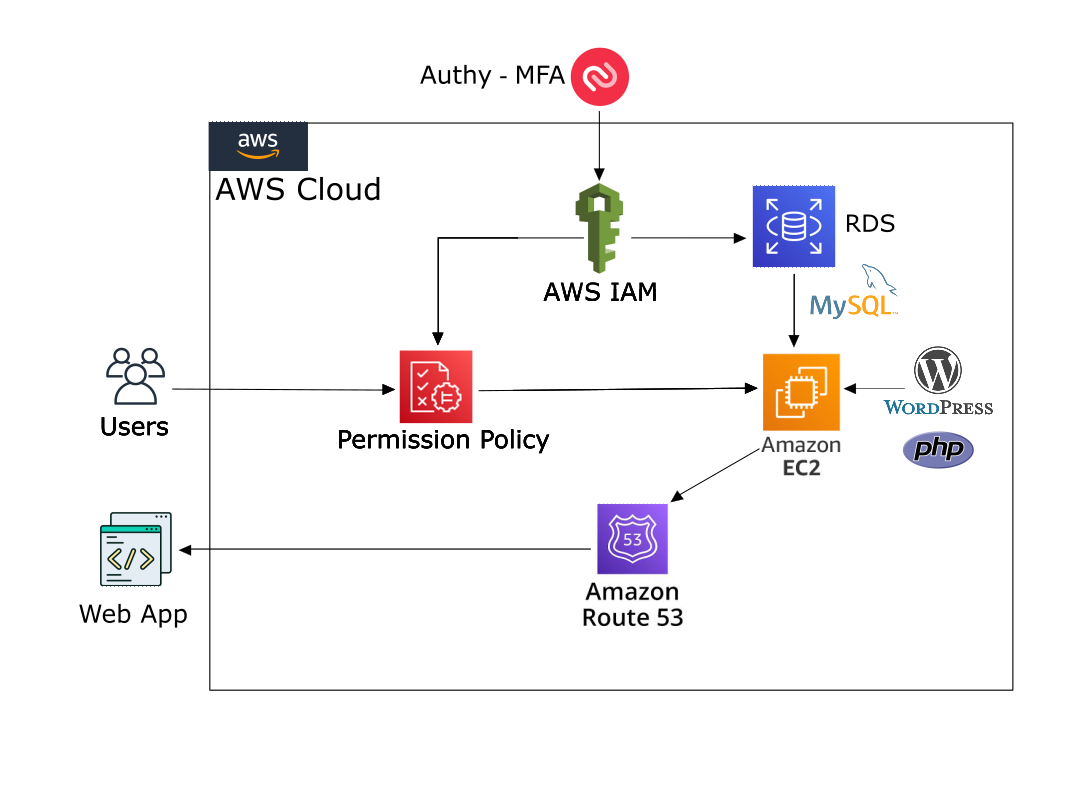 Authy - MFA
aws
AWS Cloud
RDS
AWS IAM
MySQL
Users
Permission Policy
WORDPRESS
Amazon
EC2
php
53
Web App
Amazon
Route 53